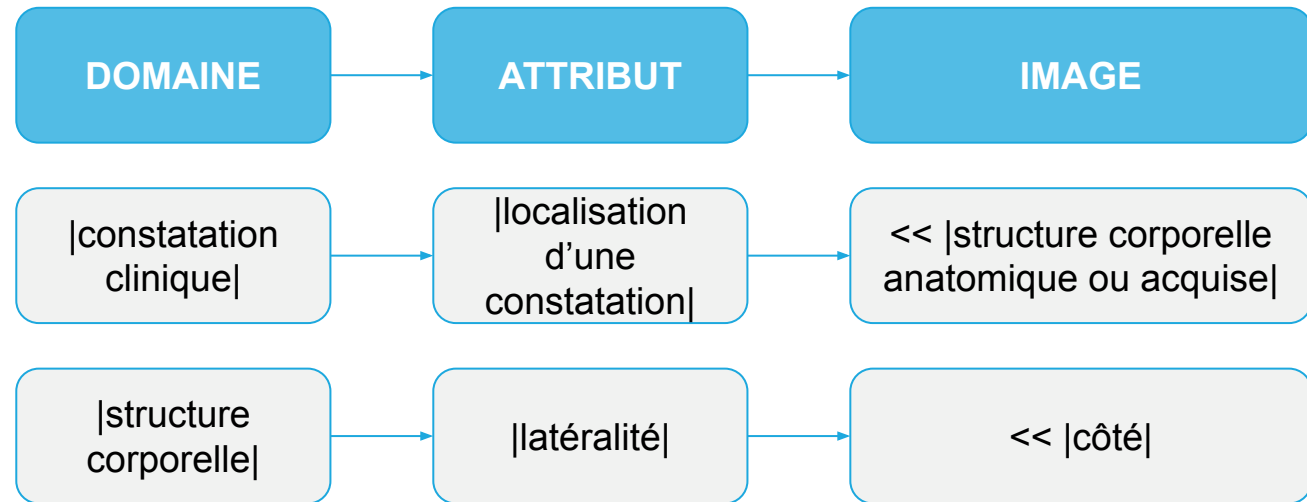 DOMAINE
ATTRIBUT
IMAGE
|constatation
clinique|
|localisation
d’une
constatation|
<< |structure corporelle
anatomique ou acquise|
|structure
corporelle|
|latéralité|
<< |côté|